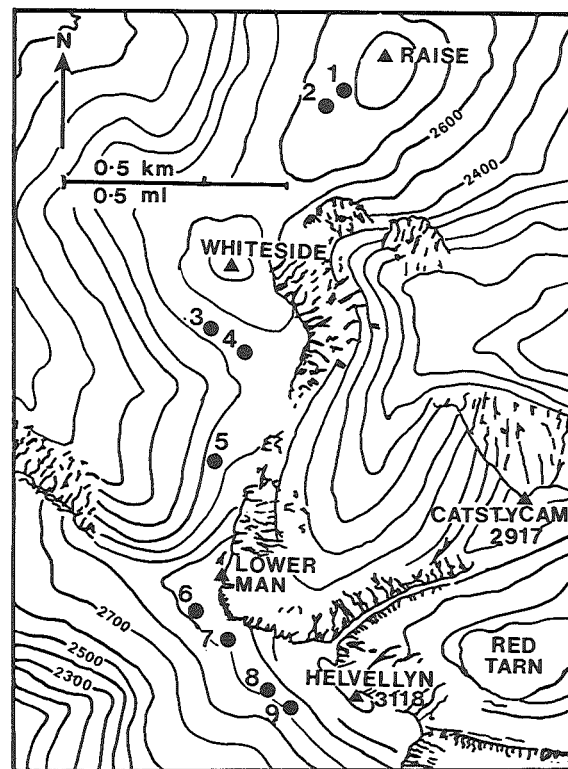 N
RAISE
1
2
2600
2400
0·5 km
0·5 ml
WHITESIDE
3
4
5
CATSTYCAM
2917
LOWER
MAN
6
7
2700
2500
2300
RED
TARN
HELVELLYN
3118
8
9